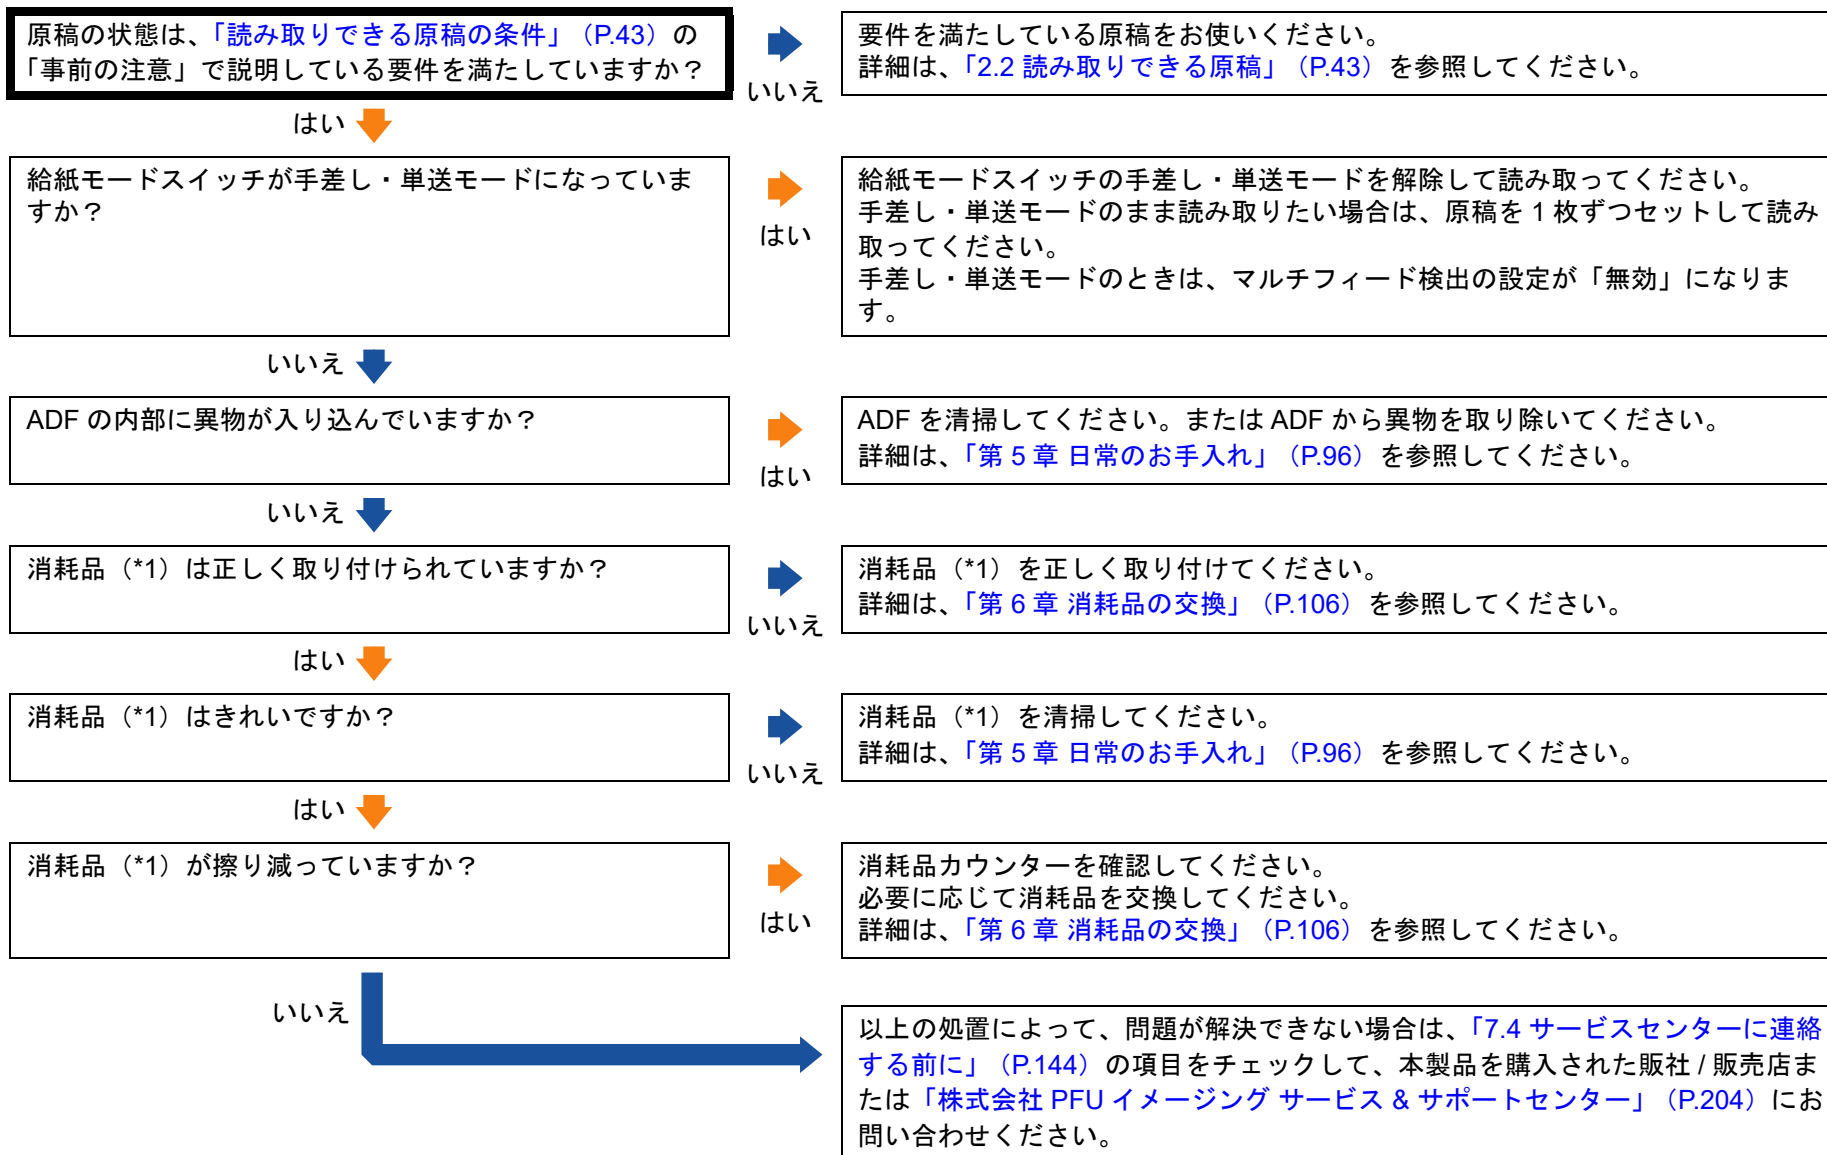 原稿の状態は、「読み取りできる原稿の条件」（P.43）の
「事前の注意」で説明している要件を満たしていますか？
いいえ
要件を満たしている原稿をお使いください。
詳細は、「2.2 読み取りできる原稿」（P.43）を参照してください。
はい
給紙モードスイッチが手差し・単送モードになっていま
すか？
はい
給紙モードスイッチの手差し・単送モードを解除して読み取ってください。
手差し・単送モードのまま読み取りたい場合は、原稿を 1 枚ずつセットして読み
取ってください。
手差し・単送モードのときは、マルチフィード検出の設定が「無効」になりま
す。
いいえ
ADF の内部に異物が入り込んでいますか？
はい
ADF を清掃してください。または ADF から異物を取り除いてください。
詳細は、「第 5 章 日常のお手入れ」（P.96）を参照してください。
いいえ
消耗品（*1）は正しく取り付けられていますか？
いいえ
消耗品（*1）を正しく取り付けてください。
詳細は、「第 6 章 消耗品の交換」（P.106）を参照してください。
はい
消耗品（*1）はきれいですか？
いいえ
消耗品（*1）を清掃してください。
詳細は、「第 5 章 日常のお手入れ」（P.96）を参照してください。
はい
消耗品（*1）が擦り減っていますか？
はい
消耗品カウンターを確認してください。
必要に応じて消耗品を交換してください。
詳細は、「第 6 章 消耗品の交換」（P.106）を参照してください。
いいえ
以上の処置によって、問題が解決できない場合は、「7.4 サービスセンターに連絡
する前に」（P.144）の項目をチェックして、本製品を購入された販社 / 販売店ま
たは「株式会社 PFU イメージング サービス & サポートセンター」（P.204）にお
問い合わせください。